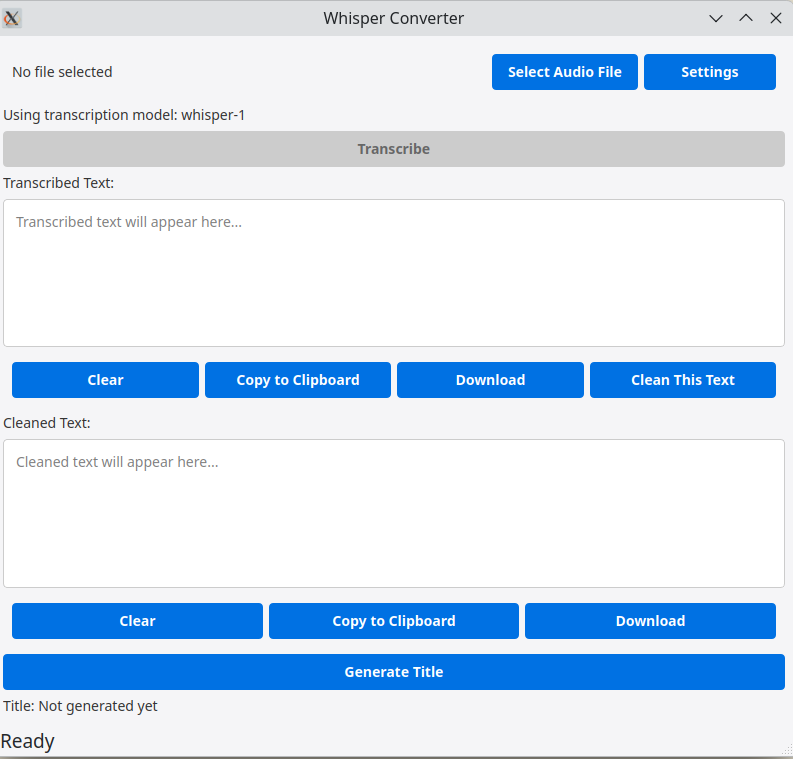 Whisper Converter
No file selected
Select Audio File
Settings
Using transcription model: whisper-1
Transcribe
Transcribed Text:
Transcribed text will appear here...
Clear
Copy to Clipboard
Download
Clean This Text
Cleaned Text:
Cleaned text will appear here...
Clear
Copy to Clipboard
Download
Generate Title
Title: Not generated yet
Ready